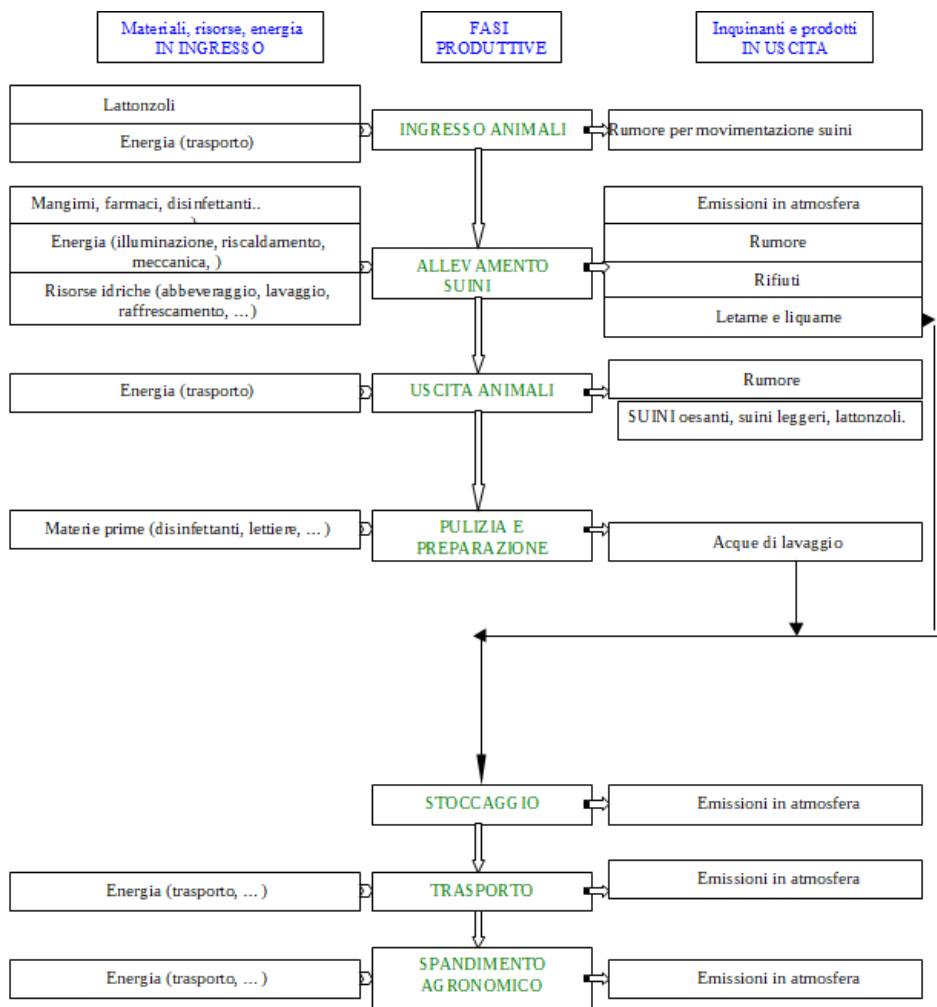 Materiali, risorse, energia
IN INGRESSO
FASI
PRODUTTIVE
Inquinanti e prodotti
IN USCITA
Lattonzoli
Energia (trasporto)
INGRESSO ANIMALI
Rumore per movimentazione suini
Mangimi, farmaci, disinfettanti..
)
Energia (illuminazione, riscaldamento,
meccanica, )
Risorse idriche (abbeveraggio, lavaggio,
raffrescamento, …)
ALLEVAMENTO
SUINI
Emissioni in atmosfera
Rumore
Rifiuti
Letame e liquame
Energia (trasporto)
USCITA ANIMALI
Rumore
SUINI oesanti, suini leggeri, lattonzoli.
Materie prime (disinfettanti, lettiere, … )
PULIZIA E
PREPARAZIONE
Acque di lavaggio
STOCCAGGIO
Emissioni in atmosfera
Energia (trasporto, … )
TRASPORTO
Emissioni in atmosfera
Energia (trasporto, … )
SPANDIMENTO
AGRONOMICO
Emissioni in atmosfera